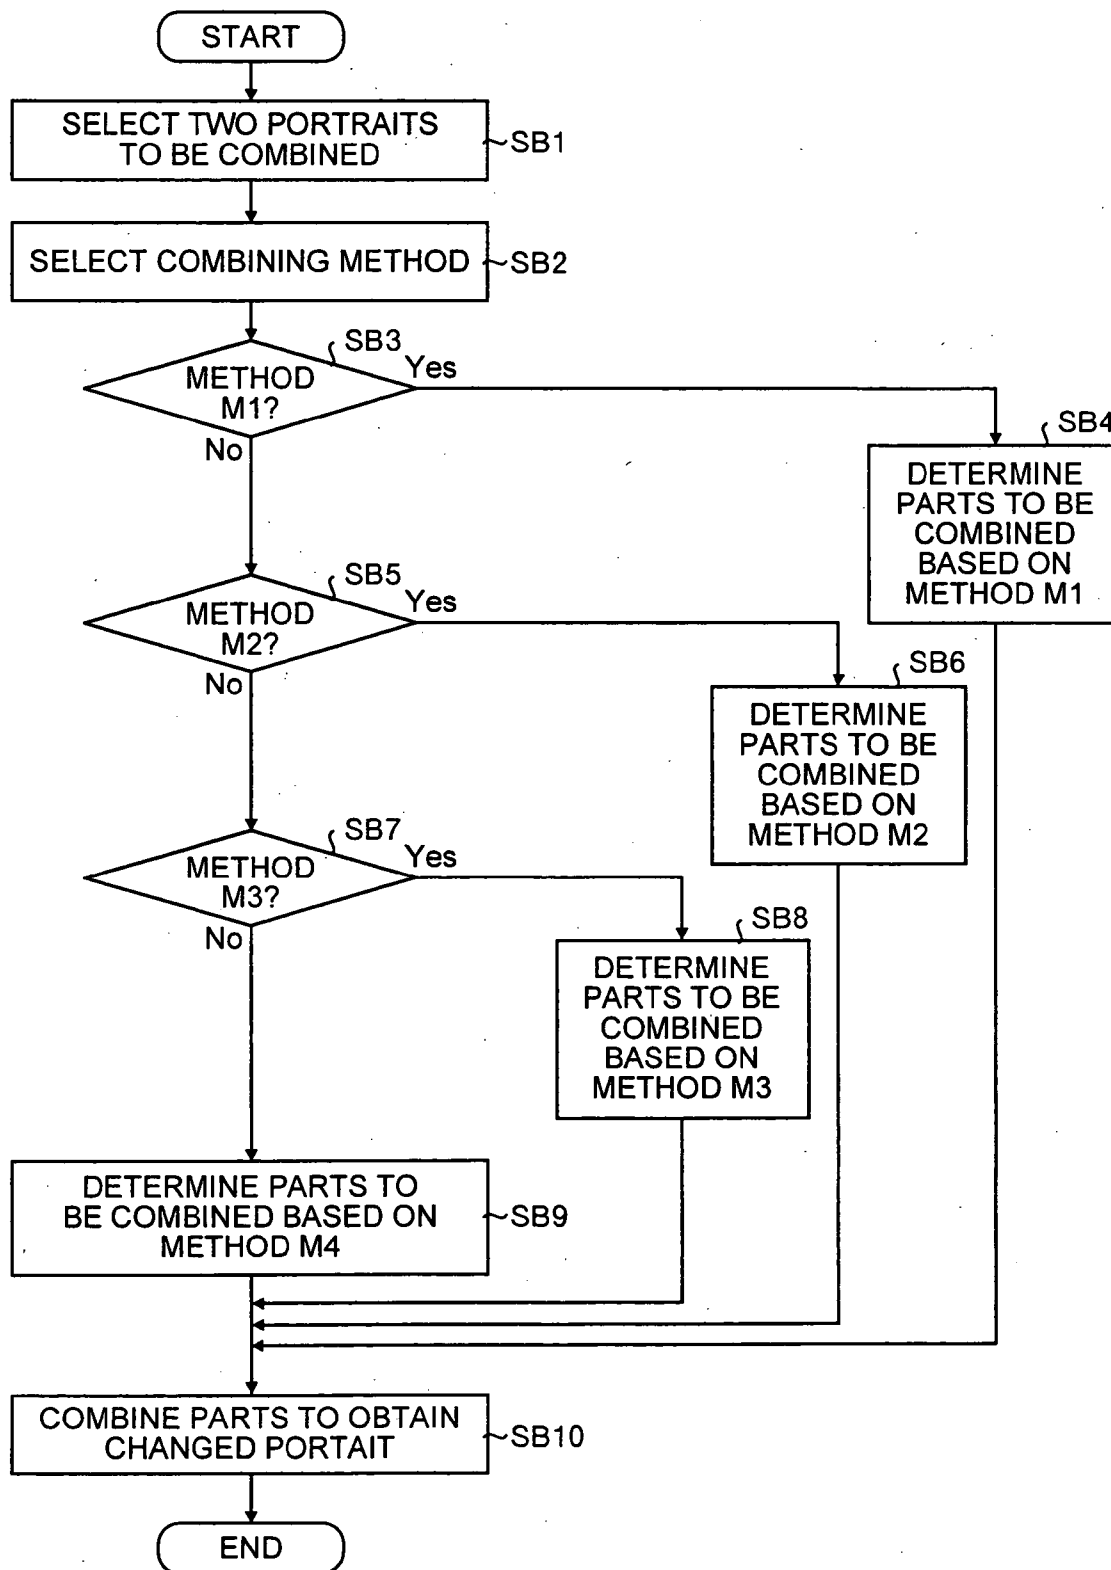 START
SELECT TWO PORTRAITS
TO BE COMBINED
SB1
SELECT COMBINING METHOD
SB2
SB3
METHOD
M1?
Yes
No
SB4
DETERMINE
PARTS TO BE
COMBINED
BASED ON
METHOD M1
SB5
METHOD
M2?
Yes
No
SB6
DETERMINE
PARTS TO BE
COMBINED
BASED ON
METHOD M2
SB7
METHOD
M3?
Yes
No
SB8
DETERMINE
PARTS TO BE
COMBINED
BASED ON
METHOD M3
DETERMINE PARTS TO
BE COMBINED BASED ON
METHOD M4
SB9
COMBINE PARTS TO OBTAIN
CHANGED PORTAIT
SB10
END